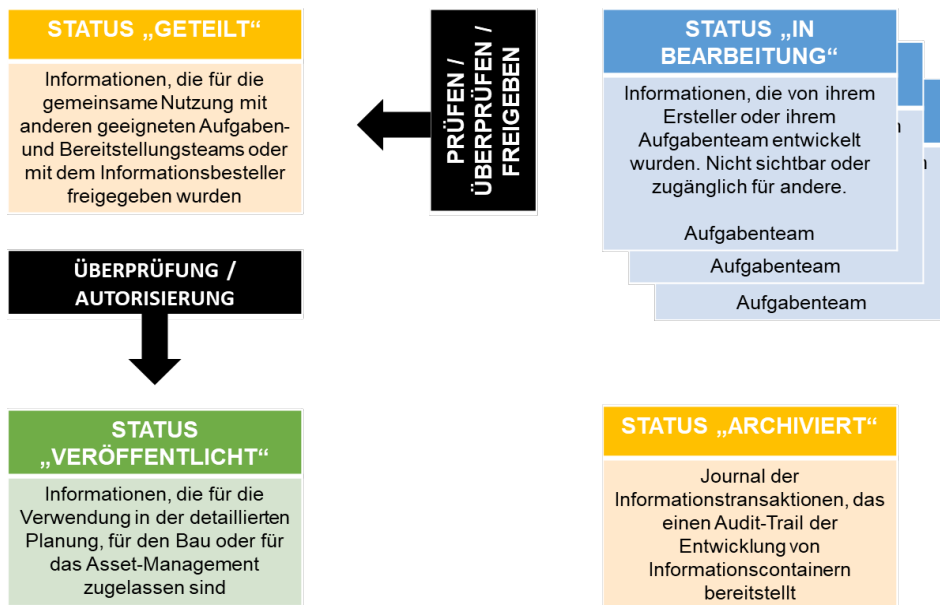 STATUS „GETEILT“
Informationen, die für die
gemeinsame Nutzung mit
anderen geeigneten Aufgaben-
und Bereitstellungsteams oder
mit dem Informationsbesteller
freigegeben wurden
PRÜFEN /
ÜBERPRÜFEN /
FREIGEBEN
STATUS „IN
BEARBEITUNG“
Informationen, die von ihrem
Ersteller oder ihrem
Aufgabenteam entwickelt
wurden. Nicht sichtbar oder
zugänglich für andere.
Aufgabenteam
Aufgabenteam
Aufgabenteam
ÜBERPRÜFUNG /
AUTORISIERUNG
STATUS
„VERÖFFENTLICHT“
Informationen, die für die
Verwendung in der detaillierten
Planung, für den Bau oder für
das Asset-Management
zugelassen sind
STATUS „ARCHIVIERT“
Journal der
Informationstransaktionen, das
einen Audit-Trail der
Entwicklung von
Informationscontainern
bereitstellt